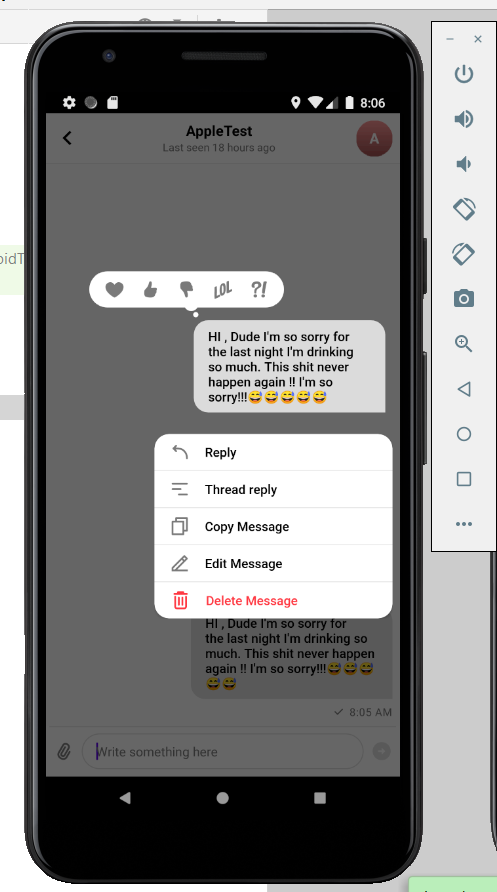 8:06
AppleTest
Last seen 18 hours ago
A
LOL
?!
HI , Dude I'm so sorry for
the last night I'm drinking
so much. This shit never
happen again !! I'm so
sorry!!!😅😅😅😅😅
Reply
Thread reply
Copy Message
Edit Message
Delete Message
HI , Dude I'm so sorry for
the last night I'm drinking so
much. This shit never happen
again !! I'm so sorry!!!😅😅😅
😅😅
8:05 AM
Write something here